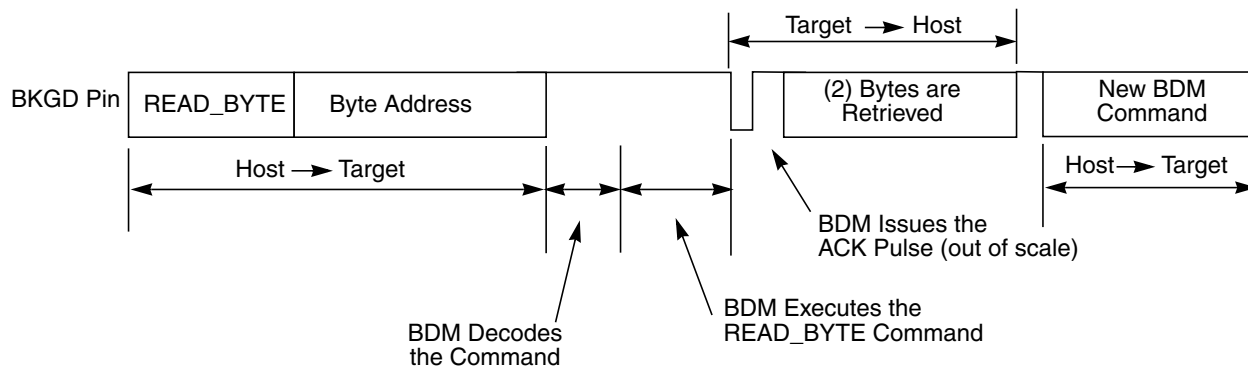 Target → Host
BKGD Pin
READ_BYTE
Byte Address
(2) Bytes are
Retrieved
New BDM
Command
Host → Target
Host → Target
BDM Issues the
ACK Pulse (out of scale)
BDM Executes the
READ_BYTE Command
BDM Decodes
the Command